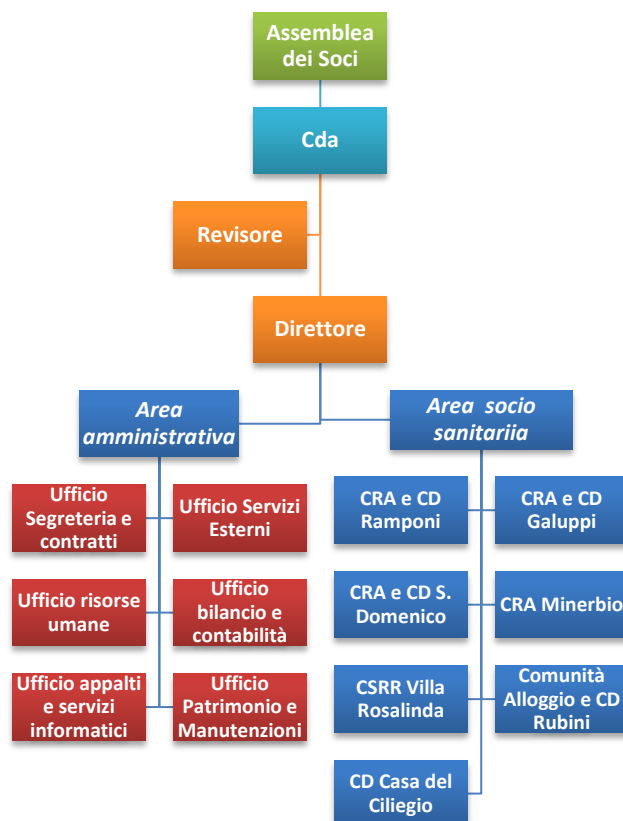 Assemblea
dei Soci
Cda
Revisore
Direttore
Area
amministrativa
Area socio
sanitariia
Ufficio
Segreteria e
contratti
Ufficio Servizi
Esterni
CRA e CD
Ramponi
CRA e CD
Galuppi
Ufficio risorse
umane
Ufficio
bilancio e
contabilità
CRA e CD S.
Domenico
CRA Minerbio
Ufficio appalti
e servizi
informatici
Ufficio
Patrimonio e
Manutenzioni
CSRR Villa
Rosalinda
Comunità
Alloggio e CD
Rubini
CD Casa del
Ciliegio